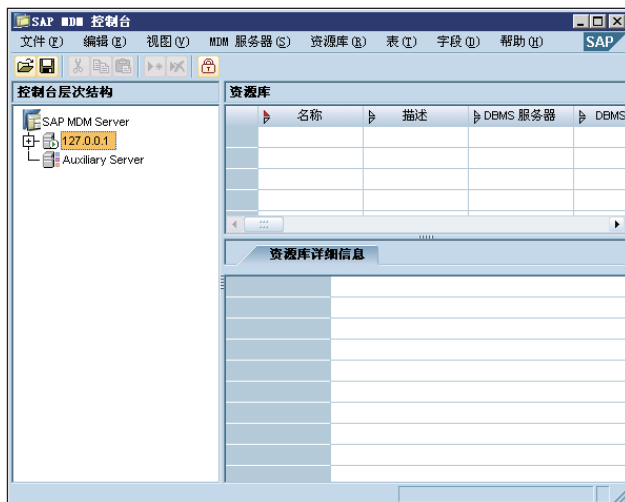 SAP MDM 控制台
文件(F) 编辑(E) 视图(V) MDM 服务器(S) 资源库(R) 表(T) 字段(D) 帮助(H) SAP
控制台层次结构
SAP MDM Server
127.0.0.1
Auxiliary Server
资源库
名称 描述 DBMS 服务器 DBMS
资源库详细信息